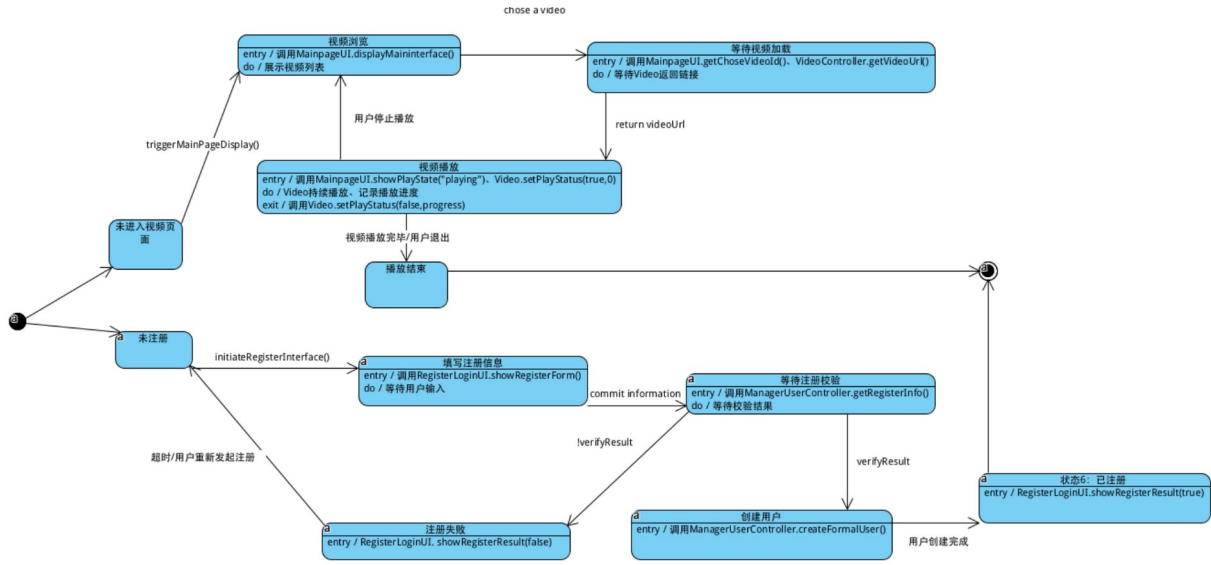 chose a video
视频浏览
entry / 调用MainpageUI.displayMaininterface()
do / 展示视频列表
等待视频加载
entry / 调用MainpageUI.getChoseVideoId()、VideoController.getVideoUrl()
do / 等待Video返回链接
用户停止播放
return videoUrl
triggerMainPageDisplay()
视频播放
entry / 调用MainpageUI.showPlayState("playing")、Video.setPlayStatus(true,0)
do / Video持续播放、记录播放进度
exit / 调用Video.setPlayStatus(false,progress)
未进入视频页
面
视频播放完毕/用户退出
播放结束
a
a
a
未注册
initiateRegisterInterface()
a
填写注册信息
entry / 调用RegisterLoginUI.showRegisterForm()
do / 等待用户输入
commit information
a
等待注册校验
entry / 调用ManagerUserController.getRegisterInfo()
do / 等待校验结果
!verifyResult
超时/用户重新发起注册
verifyResult
a
状态6：已注册
entry / RegisterLoginUI.showRegisterResult(true)
a
注册失败
entry / RegisterLoginUI. showRegisterResult(false)
a
创建用户
entry / 调用ManagerUserController.createFormalUser()
用户创建完成